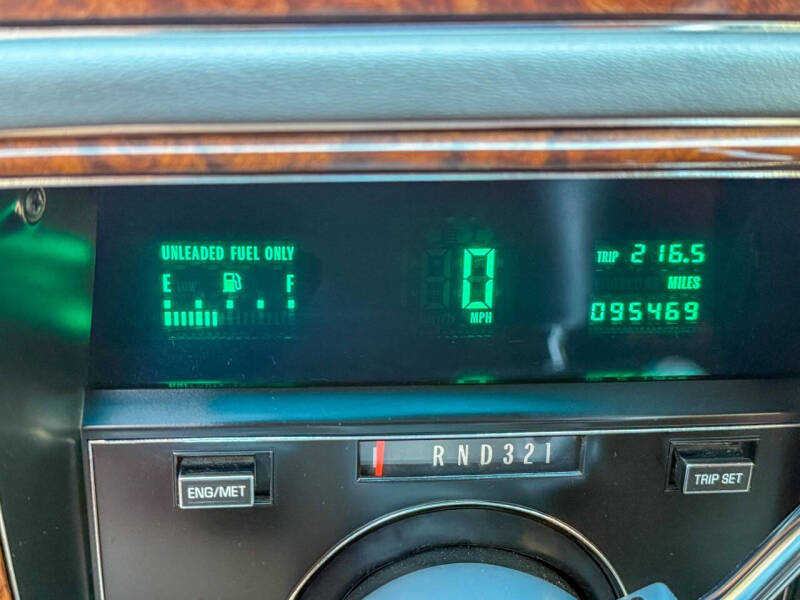 UNLEADED FUEL ONLY
E F
0
MPH
TRIP 216.5
MILES
095469
RND321
ENG/MET
TRIP SET